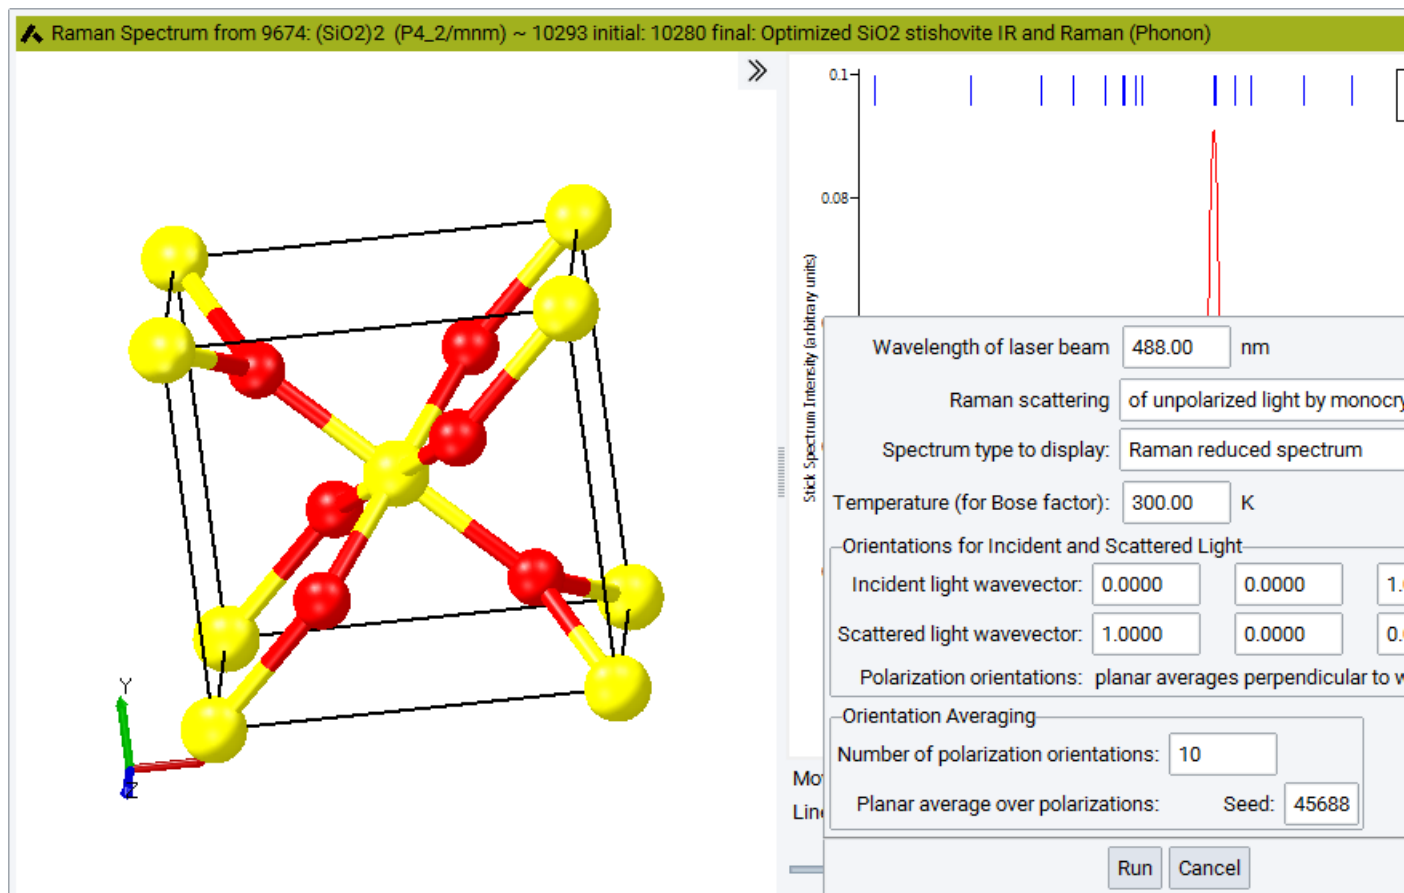 Raman Spectrum from 9674: (SiO2)2 (P4_2/mnm) ~ 10293 initial: 10280 final: Optimized SiO2 stishovite IR and Raman (Phonon)
0.1
0.08
Stick Spectrum Intensity (arbitrary units)
Wavelength of laser beam 488.00 nm
Raman scattering of unpolarized light by monocry
Spectrum type to display: Raman reduced spectrum
Temperature (for Bose factor): 300.00 K
Orientations for Incident and Scattered Light
Incident light wavevector: 0.0000 0.0000 1.
Scattered light wavevector: 1.0000 0.0000 0.
Polarization orientations: planar averages perpendicular to w
Orientation Averaging
Number of polarization orientations: 10
Planar average over polarizations: Seed: 45688
Run Cancel
Mo
Line
Y
Z